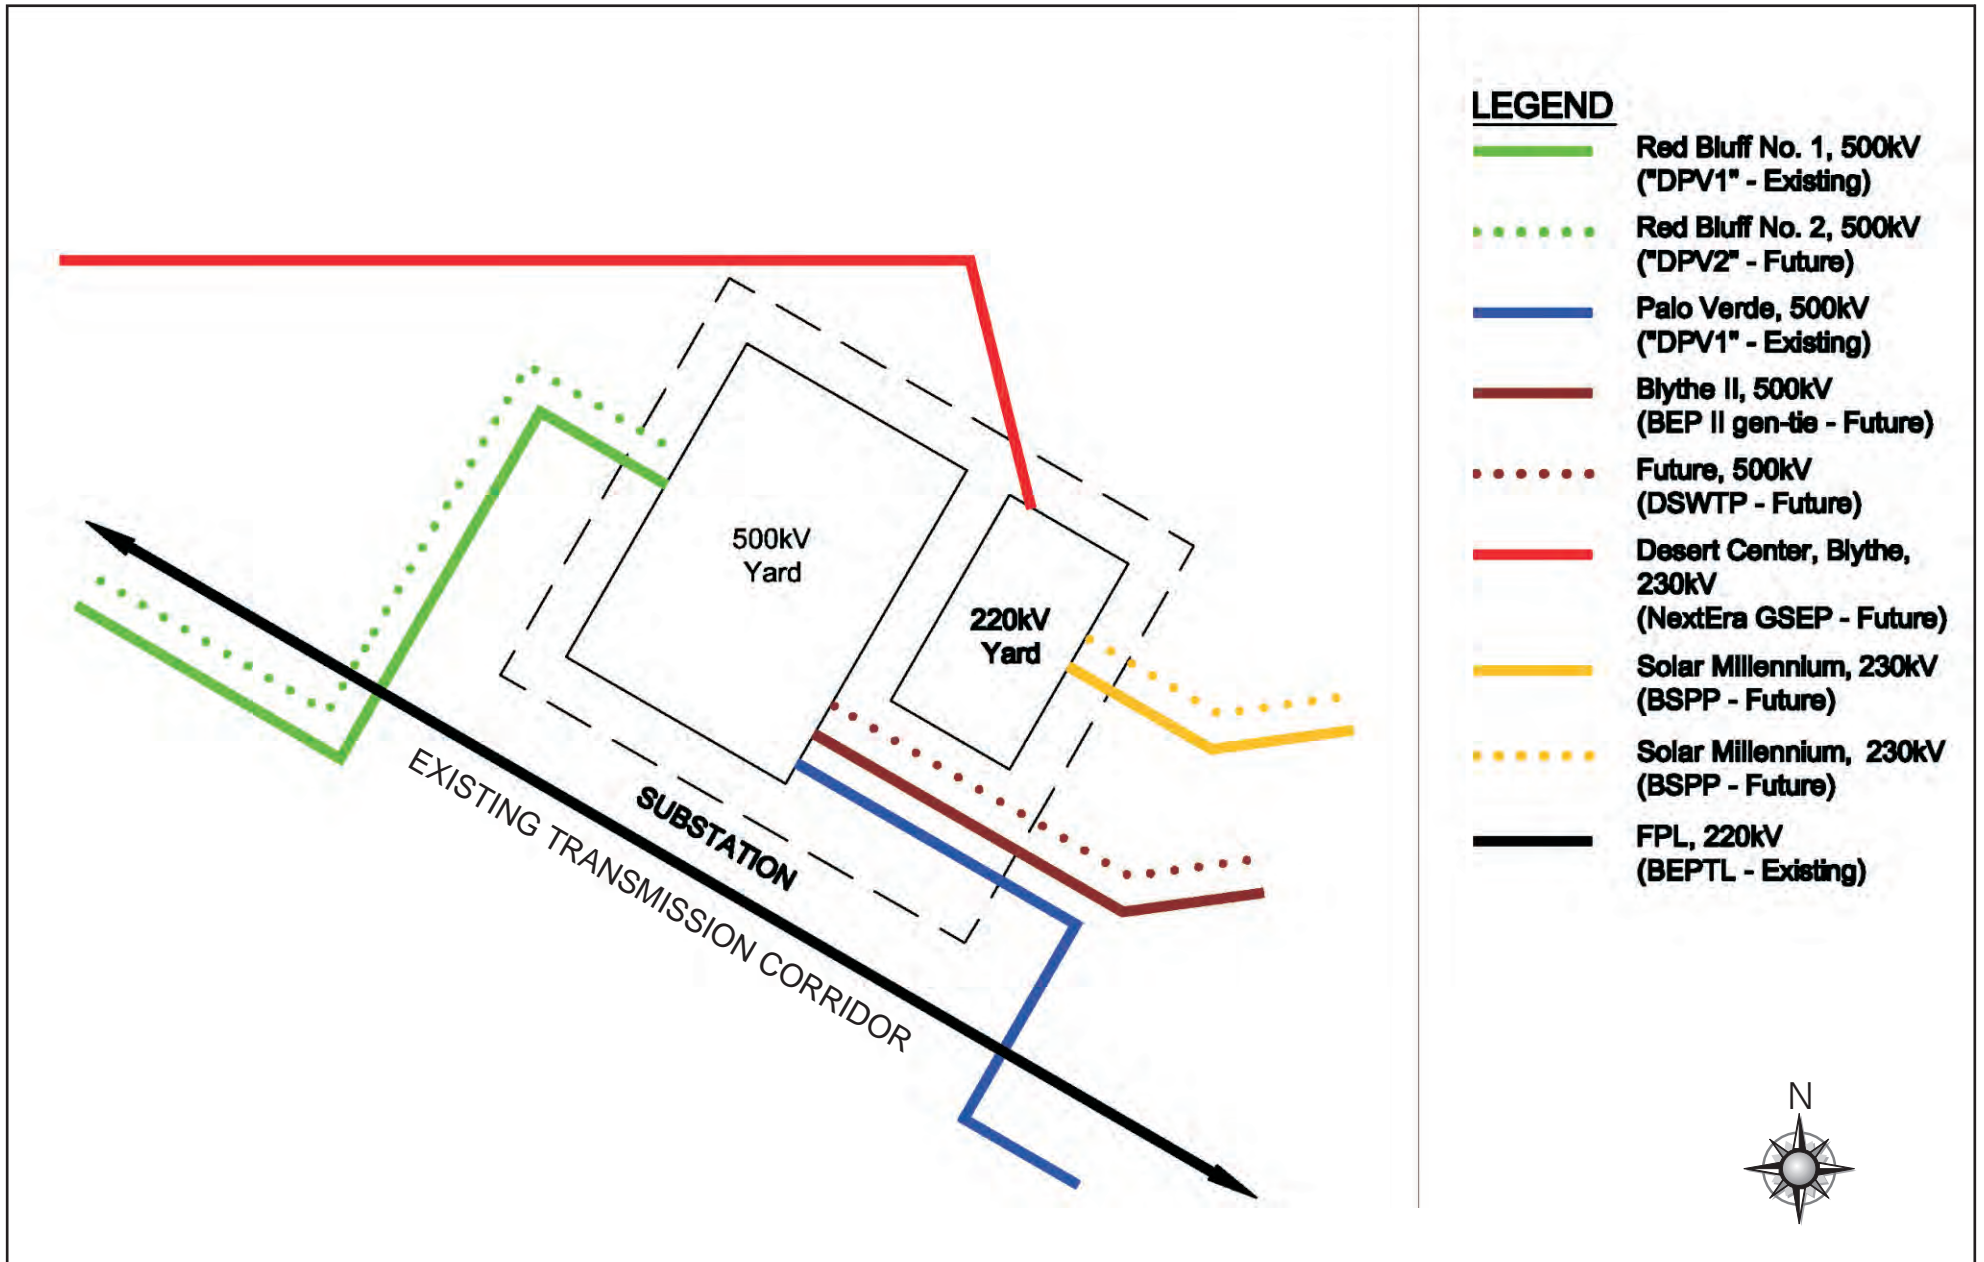 500kV
Yard
220kV
Yard
SUBSTATION
EXISTING TRANSMISSION CORRIDOR
LEGEND
Red Bluff No. 1, 500kV
("DPV1" - Existing)
Red Bluff No. 2, 500kV
("DPV2" - Future)
Palo Verde, 500kV
("DPV1" - Existing)
Blythe II, 500kV
(BEP II gen-tie - Future)
Future, 500kV
(DSWTP - Future)
Desert Center, Blythe,
230kV
(NextEra GSEP - Future)
Solar Millennium, 230kV
(BSPP - Future)
Solar Millennium, 230kV
(BSPP - Future)
FPL, 220kV
(BEPTL - Existing)
N